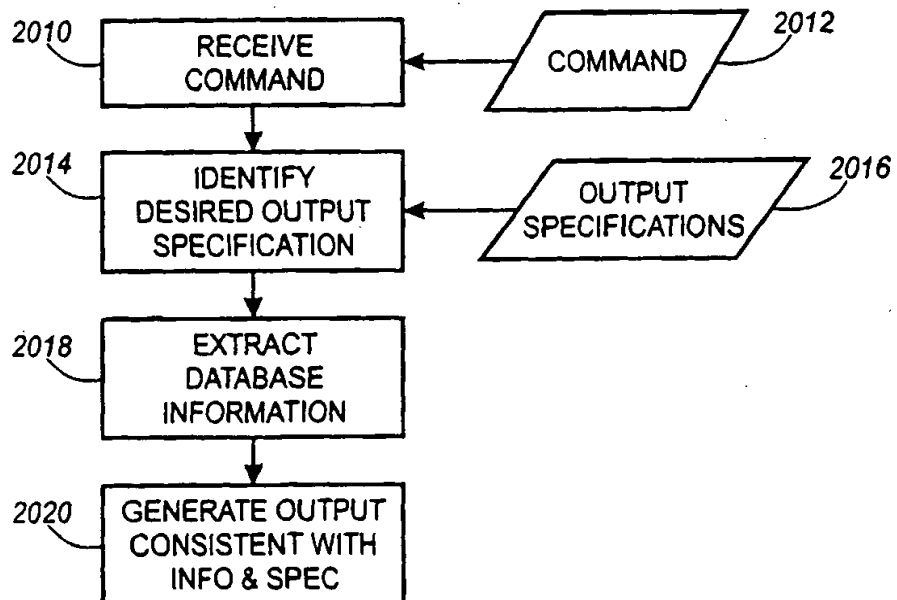 2010
RECEIVE
COMMAND
COMMAND
2012
2014
IDENTIFY
DESIRED OUTPUT
SPECIFICATION
OUTPUT
SPECIFICATIONS
2016
2018
EXTRACT
DATABASE
INFORMATION
2020
GENERATE OUTPUT
CONSISTENT WITH
INFO & SPEC